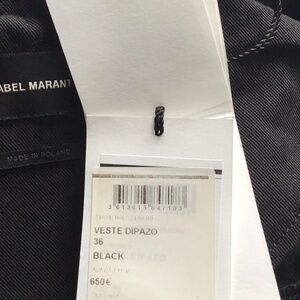 ABEL MARANT
MADE IN POLAND
VESTE DIPAZO
36
BLACK
650€